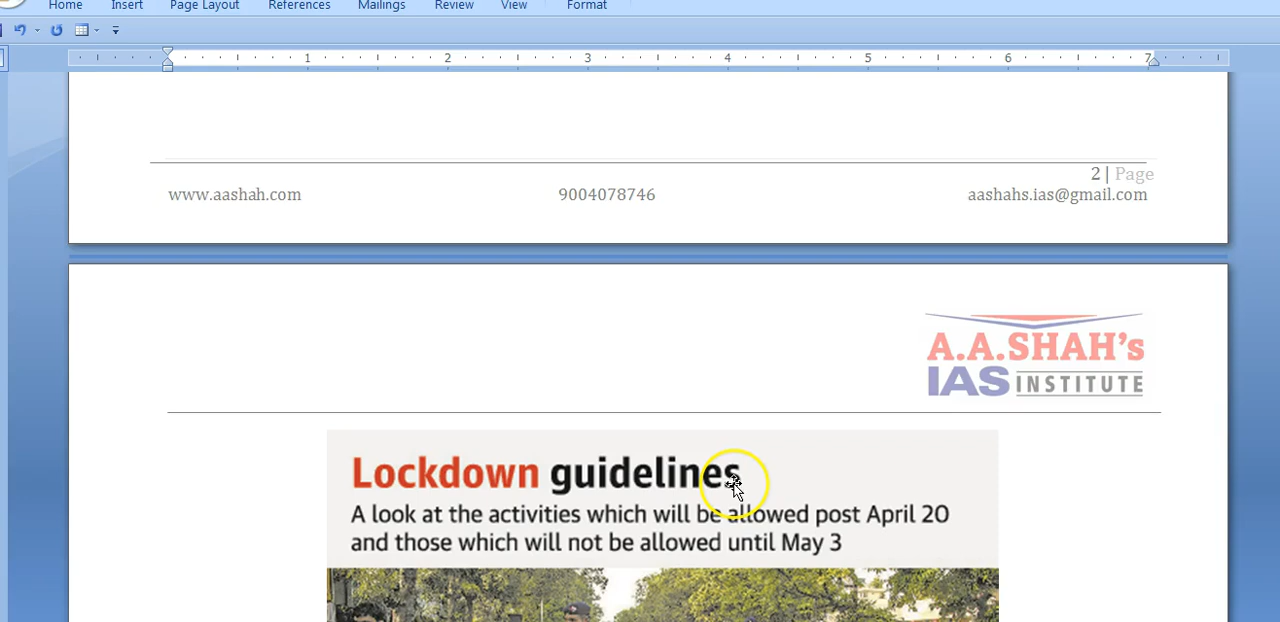 Home Insert Page Layout References Mailings Review View Format
1 2 3 4 5 6 7
2 | Page
www.aashah.com 9004078746 aashahs.ias@gmail.com
A.A.SHAH's
IAS INSTITUTE
Lockdown guidelines
A look at the activities which will be allowed post April 20
and those which will not be allowed until May 3